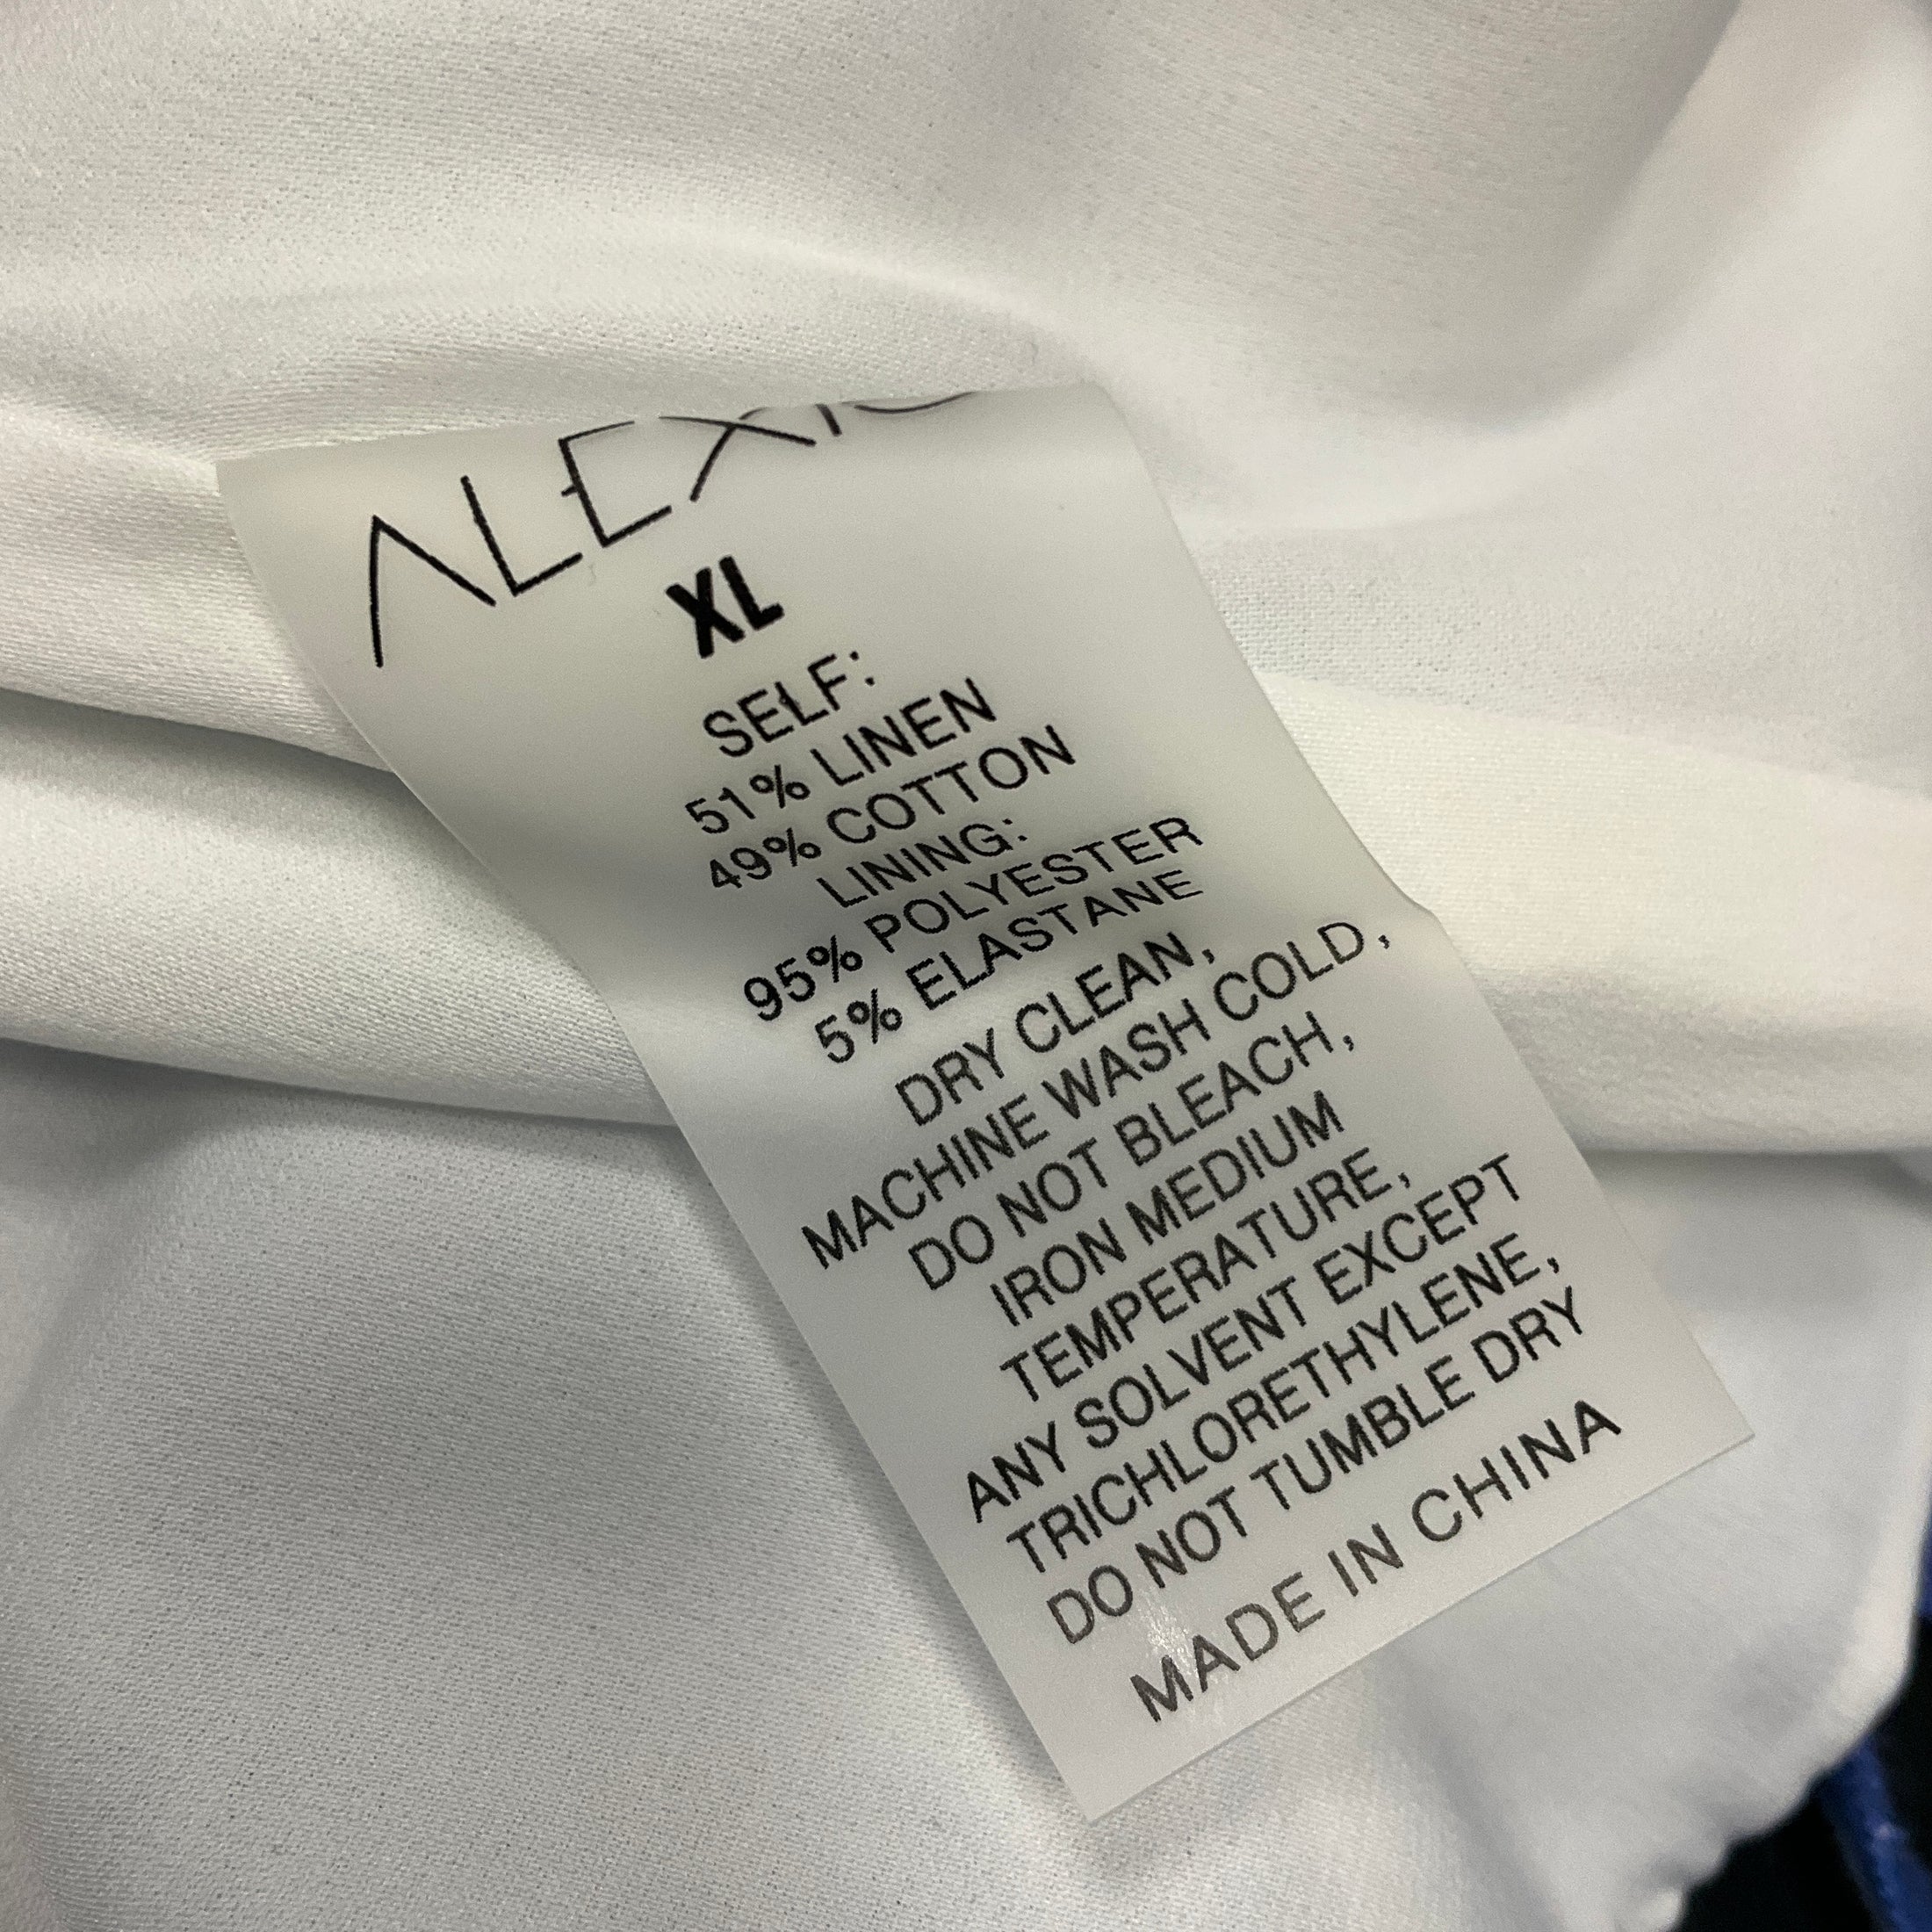 ALEXIS
XL
SELF:
51% LINEN
49% COTTON
LINING:
95% POLYESTER
5% ELASTANE
DRY CLEAN,
MACHINE WASH COLD,
DO NOT BLEACH,
IRON MEDIUM
TEMPERATURE,
ANY SOLVENT EXCEPT
TRICHLORETHYLENE,
DO NOT TUMBLE DRY
MADE IN CHINA